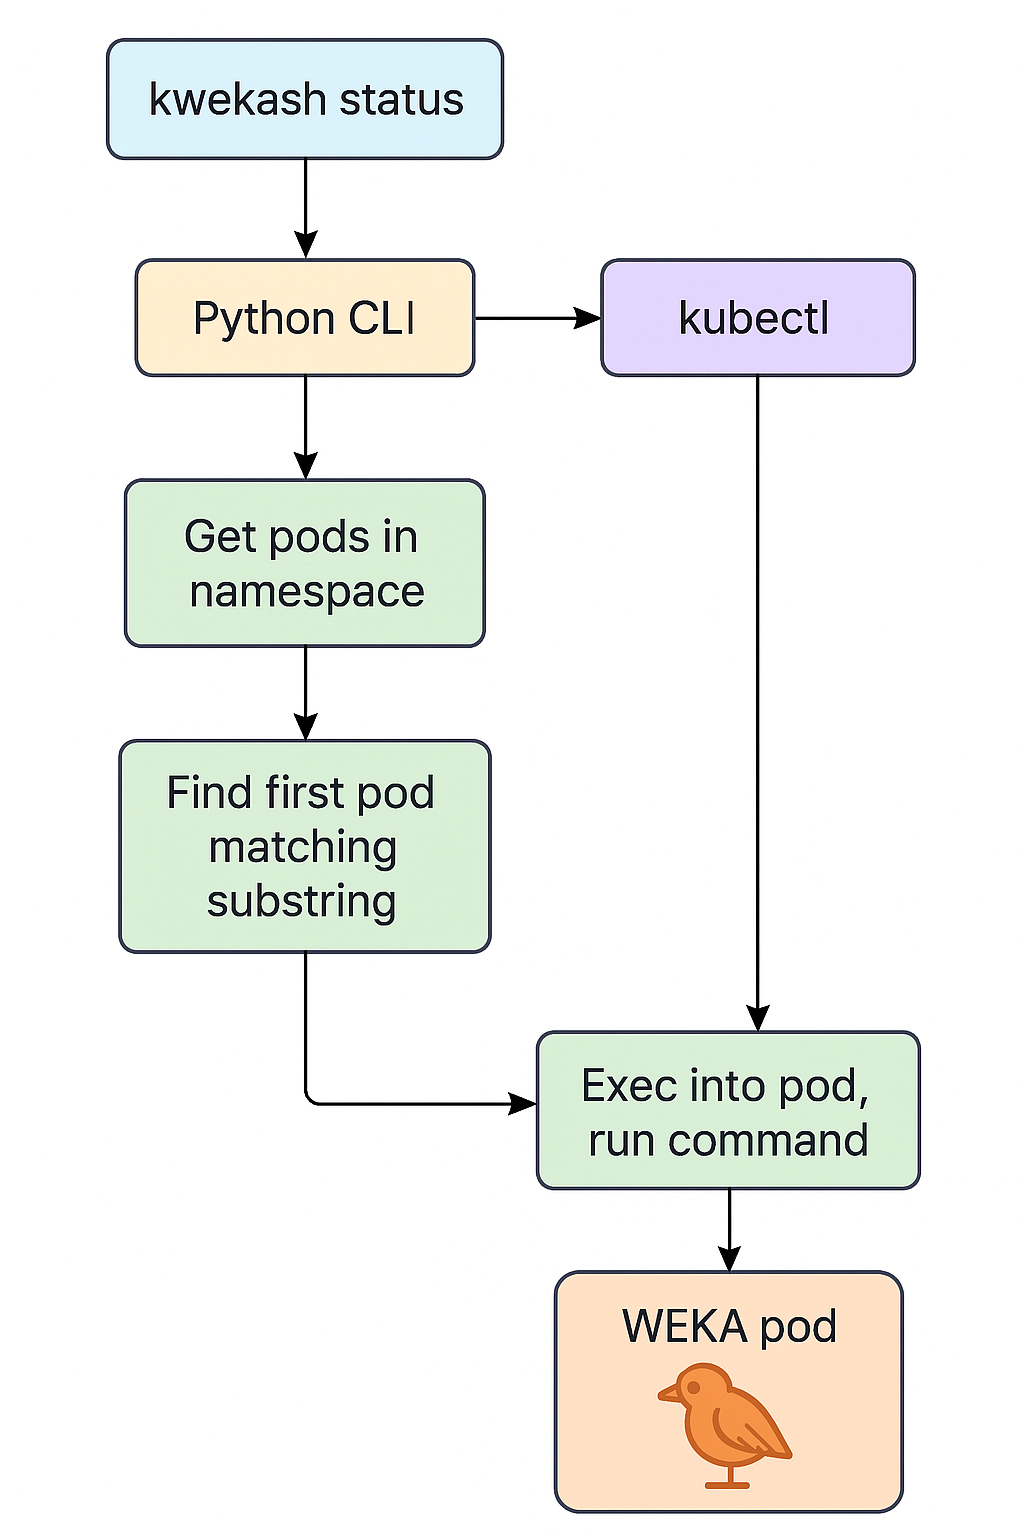 kwekash status
Python CLI
kubectl
Get pods in
namespace
Find first pod
matching
substring
Exec into pod,
run command
WEKA pod